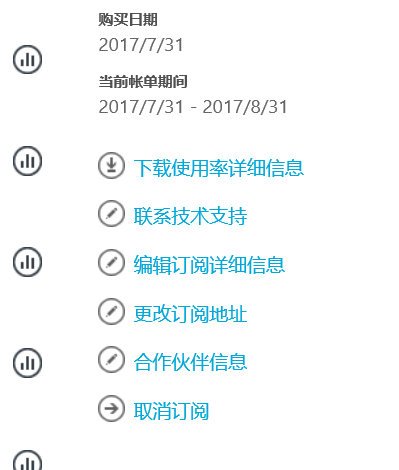 购买日期
2017/7/31
当前帐单期间
2017/7/31 - 2017/8/31
下载使用率详细信息
联系技术支持
编辑订阅详细信息
更改订阅地址
合作伙伴信息
取消订阅